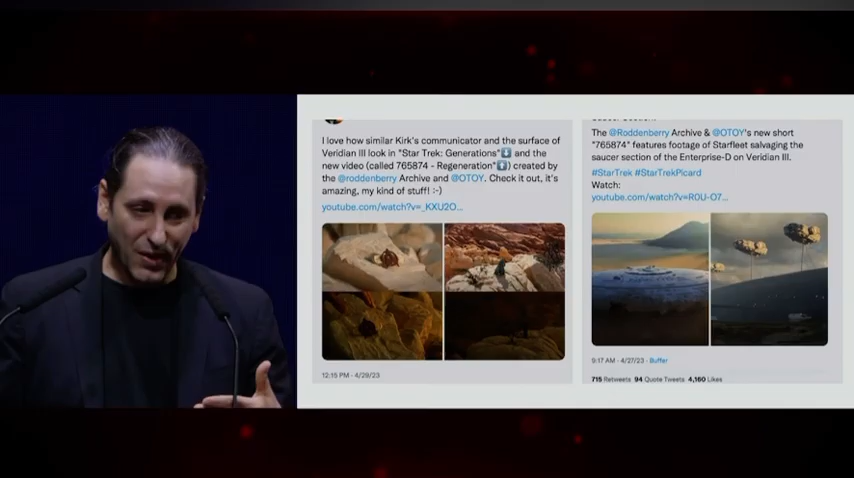 I love how similar Kirk's communicator and the surface of
Veridian III look in "Star Trek: Generations"⬇️ and the
new video (called 765874 - Regeneration"⬆️) created by
the @roddenberry Archive and @OTOY. Check it out, it's
amazing, my kind of stuff! :-)
youtube.com/watch?v=_KXU2O...
12:15 PM · 4/29/23
The @Roddenberry Archive & @OTOY's new short
"765874" features footage of Starfleet salvaging the
saucer section of the Enterprise-D on Veridian III.
#StarTrek #StarTrekPicard
Watch:
youtube.com/watch?v=R0U-O7...
9:17 AM · 4/27/23 · Buffer
715 Retweets 94 Quote Tweets 4,160 Likes